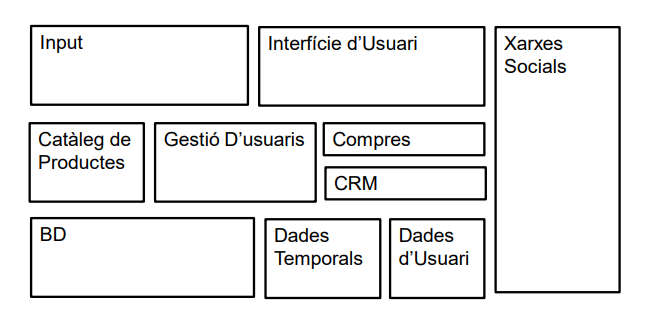 Input
Interfície d'Usuari
Xarxes
Socials
Catàleg de
Productes
Gestió D'usuaris
Compres
CRM
BD
Dades
Temporals
Dades
d'Usuari